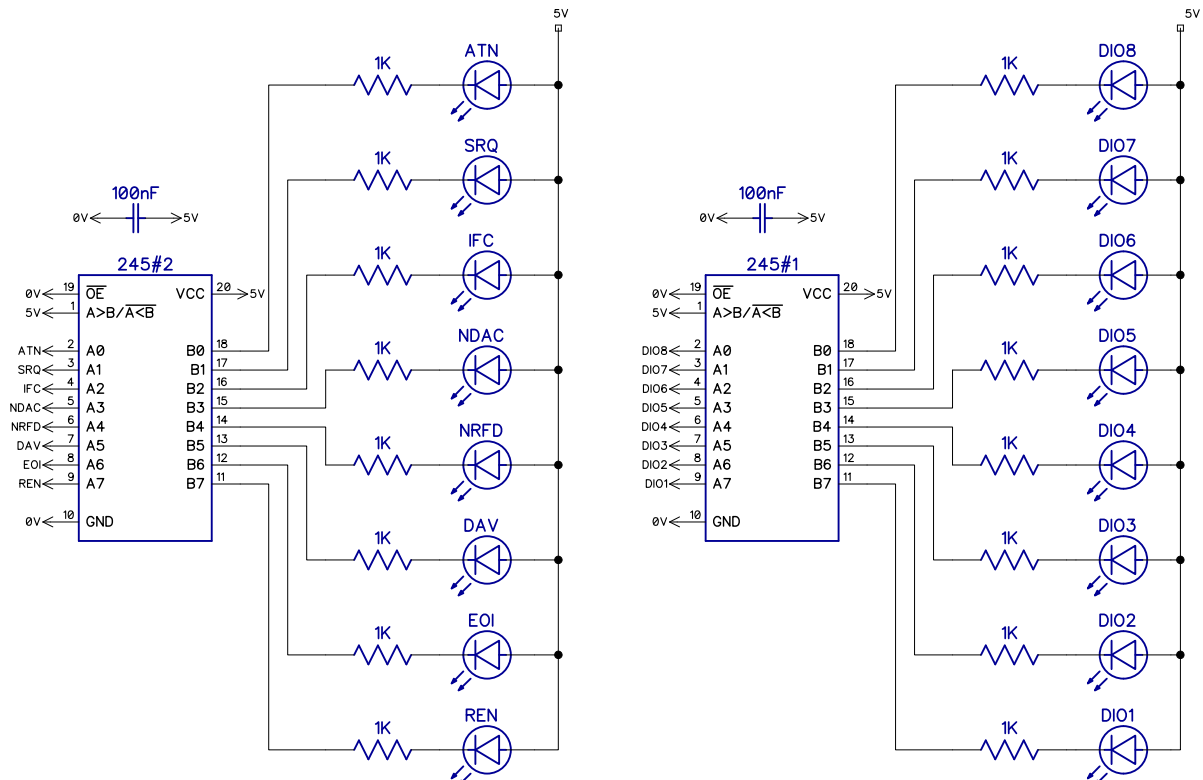 5V 5V
ATN DIO8
1K 1K
SRQ DIO7
1K 1K
100nF 100nF
0V 5V 0V 5V
IFC DIO6
1K 1K
245#2 245#1
0V 19 OE VCC 20 5V 0V 19 OE VCC 20 5V
5V 1 A>B/A<B 5V 1 A>B/A<B
NDAC DIO5
1K 1K
ATN 2 A0 B0 18 DIO8 2 A0 B0 18
SRQ 3 A1 B1 17 DIO7 3 A1 B1 17
IFC 4 A2 B2 16 DIO6 4 A2 B2 16
NDAC 5 A3 B3 15 DIO5 5 A3 B3 15
NRFD 6 A4 B4 14 DIO4 6 A4 B4 14
DAV 7 A5 B5 13 DIO3 7 A5 B5 13
EOI 8 A6 B6 12 DIO2 8 A6 B6 12
REN 9 A7 B7 11 DIO1 9 A7 B7 11
NRFD DIO4
1K 1K
0V 10 GND 0V 10 GND
DAV DIO3
1K 1K
EOI DIO2
1K 1K
REN DIO1
1K 1K